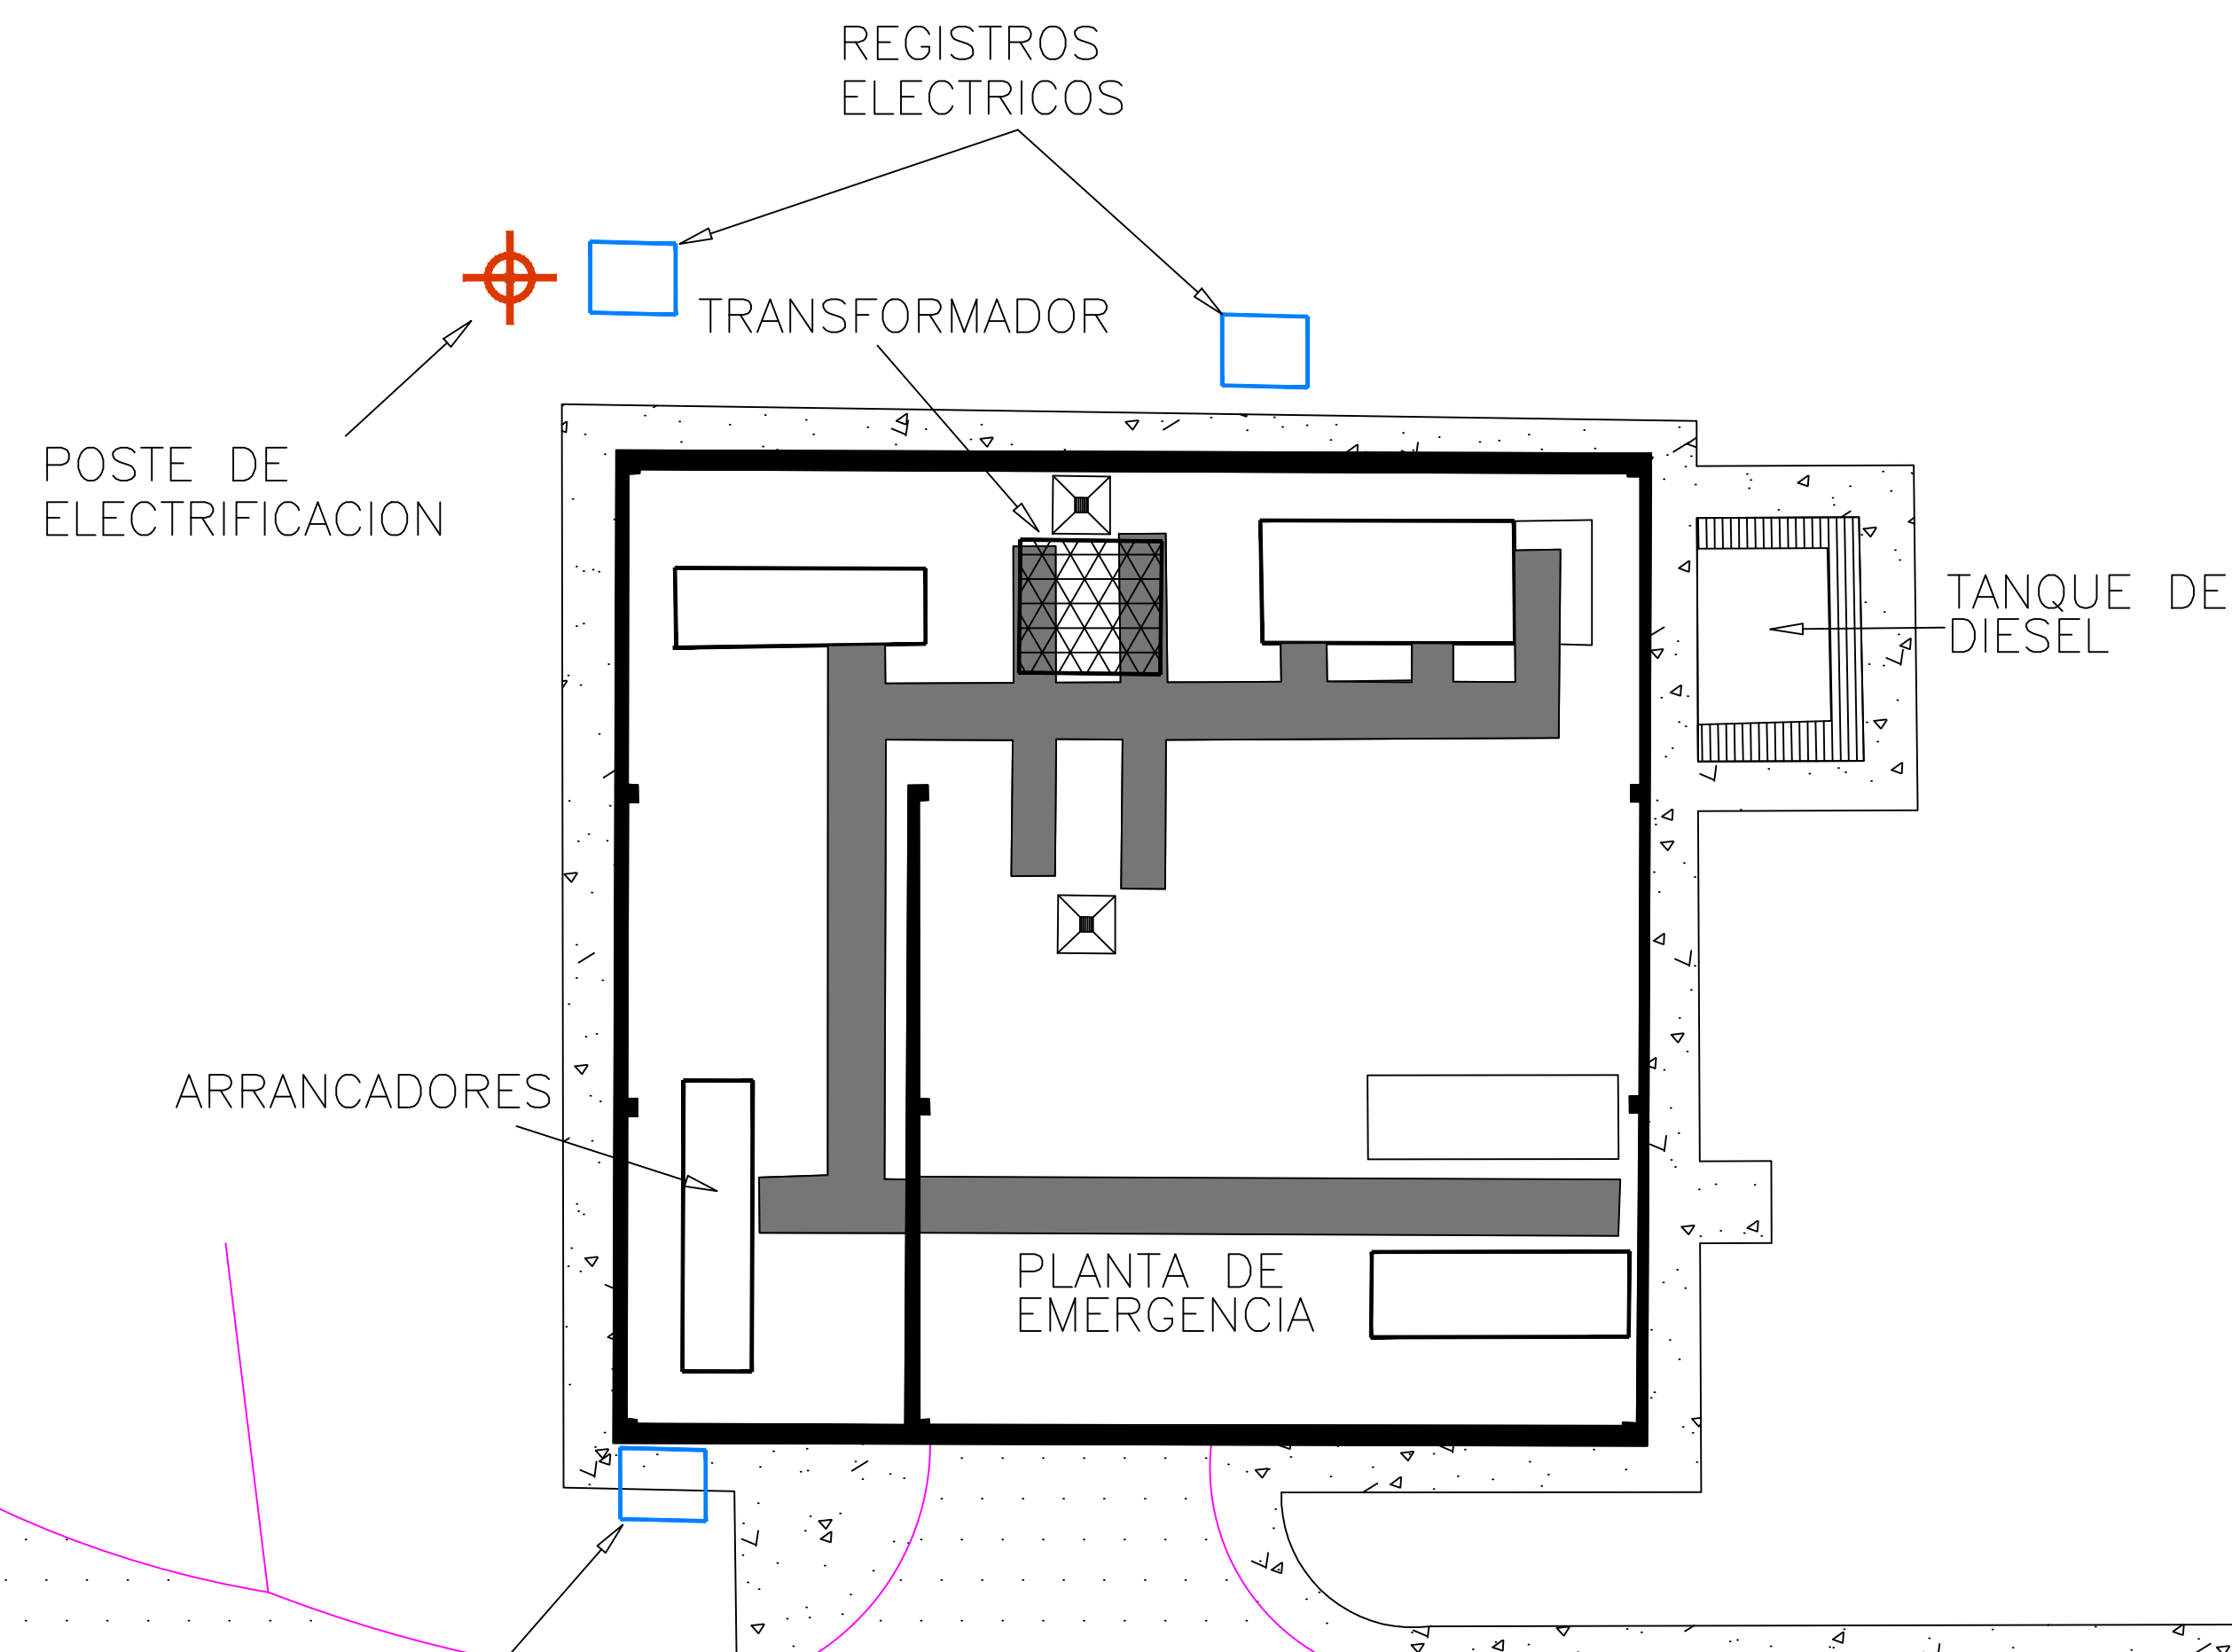 REGISTROS
ELECTRICOS
TRANSFORMADOR
POSTE DE
ELECTRIFICACION
TANQUE DE
DIESEL
ARRANCADORES
PLANTA DE
EMERGENCIA